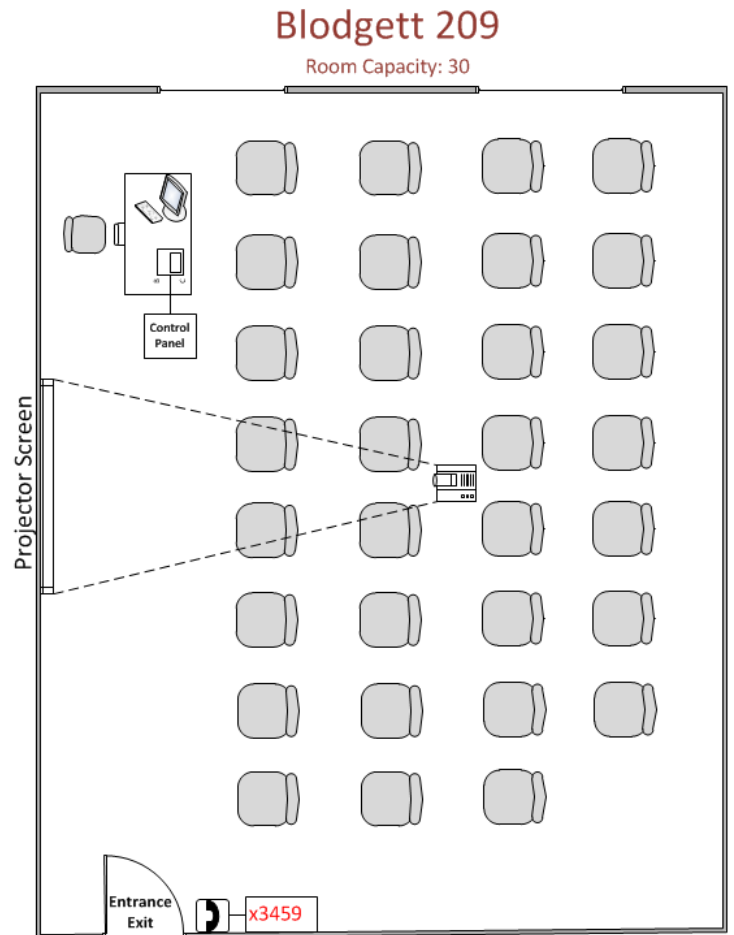 Blodgett 209
Room Capacity: 30
Control
Panel
Projector Screen
Entrance
Exit
x3459